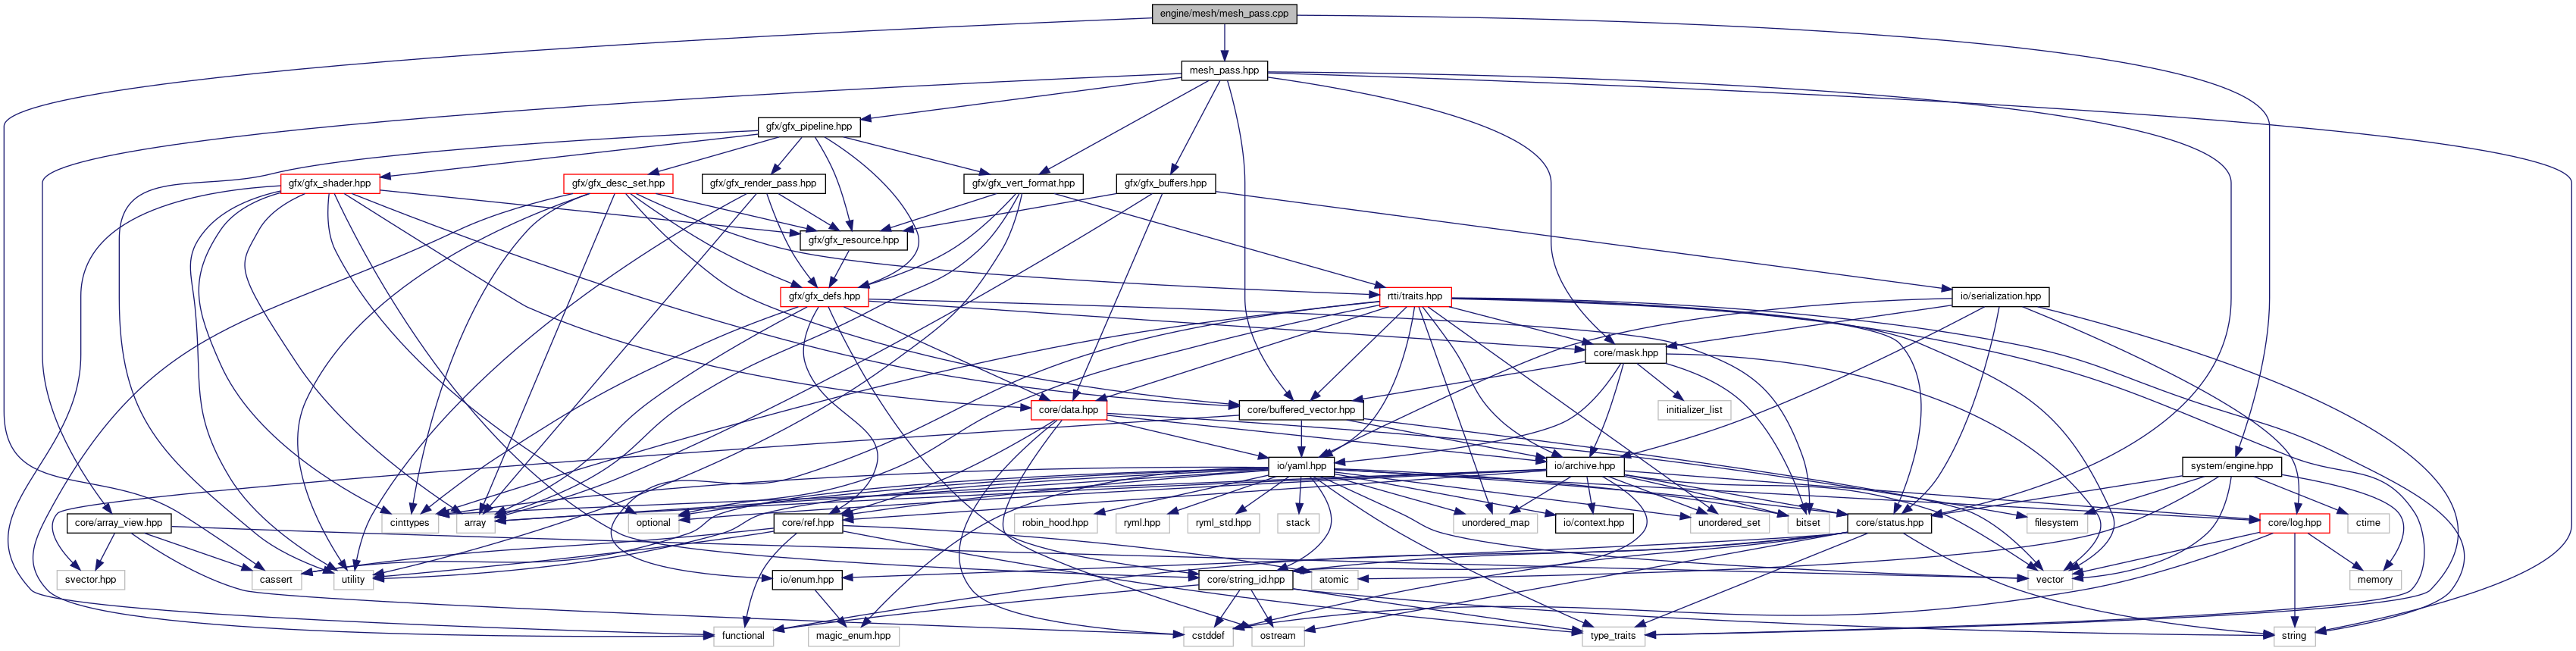 engine/mesh/mesh_pass.cpp
mesh_pass.hpp
gfx/gfx_pipeline.hpp
gfx/gfx_shader.hpp
gfx/gfx_desc_set.hpp
gfx/gfx_render_pass.hpp
gfx/gfx_vert_format.hpp
gfx/gfx_buffers.hpp
gfx/gfx_resource.hpp
gfx/gfx_defs.hpp
rtti/traits.hpp
io/serialization.hpp
core/mask.hpp
core/data.hpp
core/buffered_vector.hpp
initializer_list
io/yaml.hpp
io/archive.hpp
system/engine.hpp
core/array_view.hpp
cinttypes
array
optional
core/ref.hpp
robin_hood.hpp
ryml.hpp
ryml_std.hpp
stack
unordered_map
io/context.hpp
unordered_set
bitset
core/status.hpp
filesystem
core/log.hpp
ctime
svector.hpp
cassert
utility
io/enum.hpp
core/string_id.hpp
atomic
vector
memory
functional
magic_enum.hpp
cstddef
ostream
type_traits
string